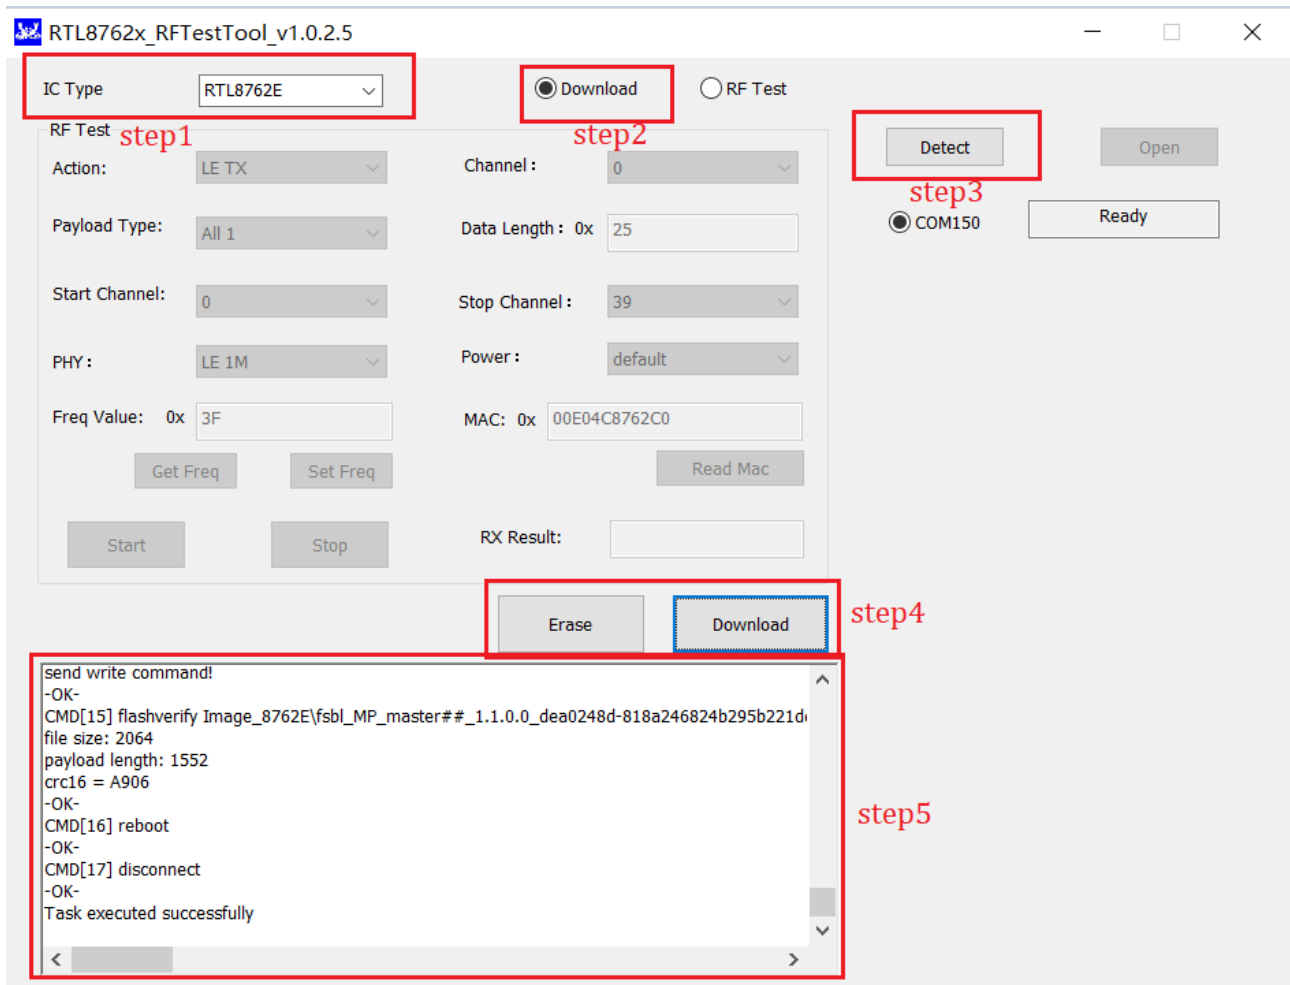 RTL8762x_RFTestTool_v1.0.2.5
IC Type RTL8762E Download RF Test
step1 step2
RF Test
Detect Open
step3
Action: LE TX Channel : 0
COM150 Ready
Payload Type: All 1 Data Length : 0x 25
Start Channel: 0 Stop Channel : 39
PHY : LE 1M Power : default
Freq Value: 0x 3F MAC: 0x 00E04C8762C0
Get Freq Set Freq Read Mac
Start Stop RX Result:
Erase Download step4
send write command!
-OK-
CMD[15] flashverify Image_8762E\fsbl_MP_master##_1.1.0.0_dea0248d-818a246824b295b221d
file size: 2064
payload length: 1552
crc16 = A906
-OK-
CMD[16] reboot
-OK-
CMD[17] disconnect
-OK-
Task executed successfully
step5